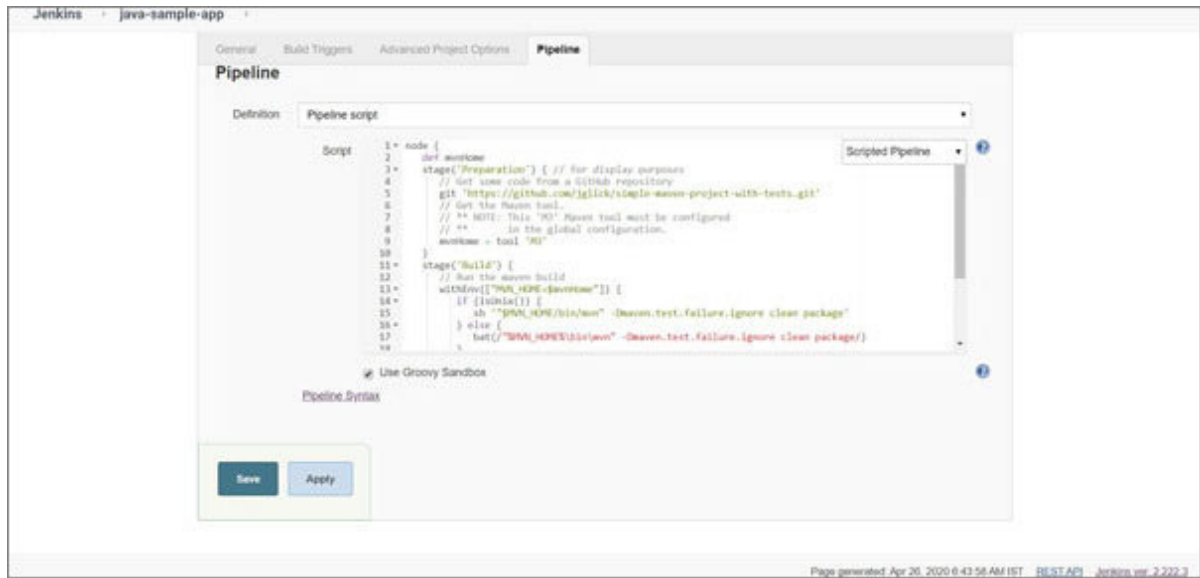 Jenkins › java-sample-app ›
General Build Triggers Advanced Project Options Pipeline
Pipeline
Definition Pipeline script
Script Scripted Pipeline
1 node {
2 def mvnHome
3 stage('Preparation') { // for display purposes
4 // Get some code from a GitHub repository
5 git 'https://github.com/jglick/simple-maven-project-with-tests.git'
6 // Get the Maven tool.
7 // ** NOTE: This 'M3' Maven tool must be configured
8 // ** in the global configuration.
9 mvnHome = tool 'M3'
10 }
11 stage('Build') {
12 // Run the maven build
13 withEnv(["MVN_HOME=$mvnHome"]) {
14 if (isUnix()) {
15 sh '"$MVN_HOME/bin/mvn" -Dmaven.test.failure.ignore clean package'
16 } else {
17 bat(/"%MVN_HOME%\bin\mvn" -Dmaven.test.failure.ignore clean package/)
18 }
Use Groovy Sandbox
Pipeline Syntax
Save Apply
Page generated: Apr 26, 2020 6:43:58 AM IST REST API Jenkins ver. 2.222.3